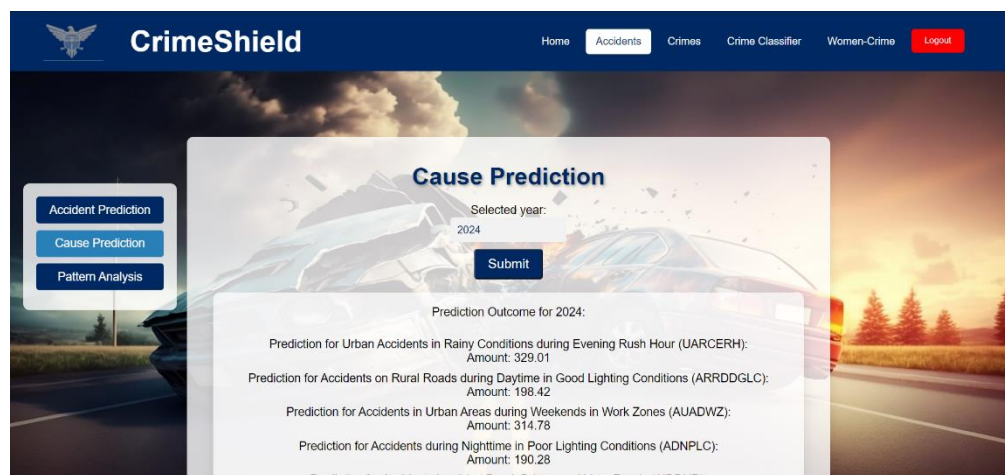 CrimeShield
Home Accidents Crimes Crime Classifier Women-Crime Logout
Accident Prediction
Cause Prediction
Pattern Analysis
Cause Prediction
Selected year:
2024
Submit
Prediction Outcome for 2024:
Prediction for Urban Accidents in Rainy Conditions during Evening Rush Hour (UARCERH):
Amount: 329.01
Prediction for Accidents on Rural Roads during Daytime in Good Lighting Conditions (ARRDDGLC):
Amount: 198.42
Prediction for Accidents in Urban Areas during Weekends in Work Zones (AUADWZ):
Amount: 314.78
Prediction for Accidents during Nighttime in Poor Lighting Conditions (ADNPLC):
Amount: 190.28